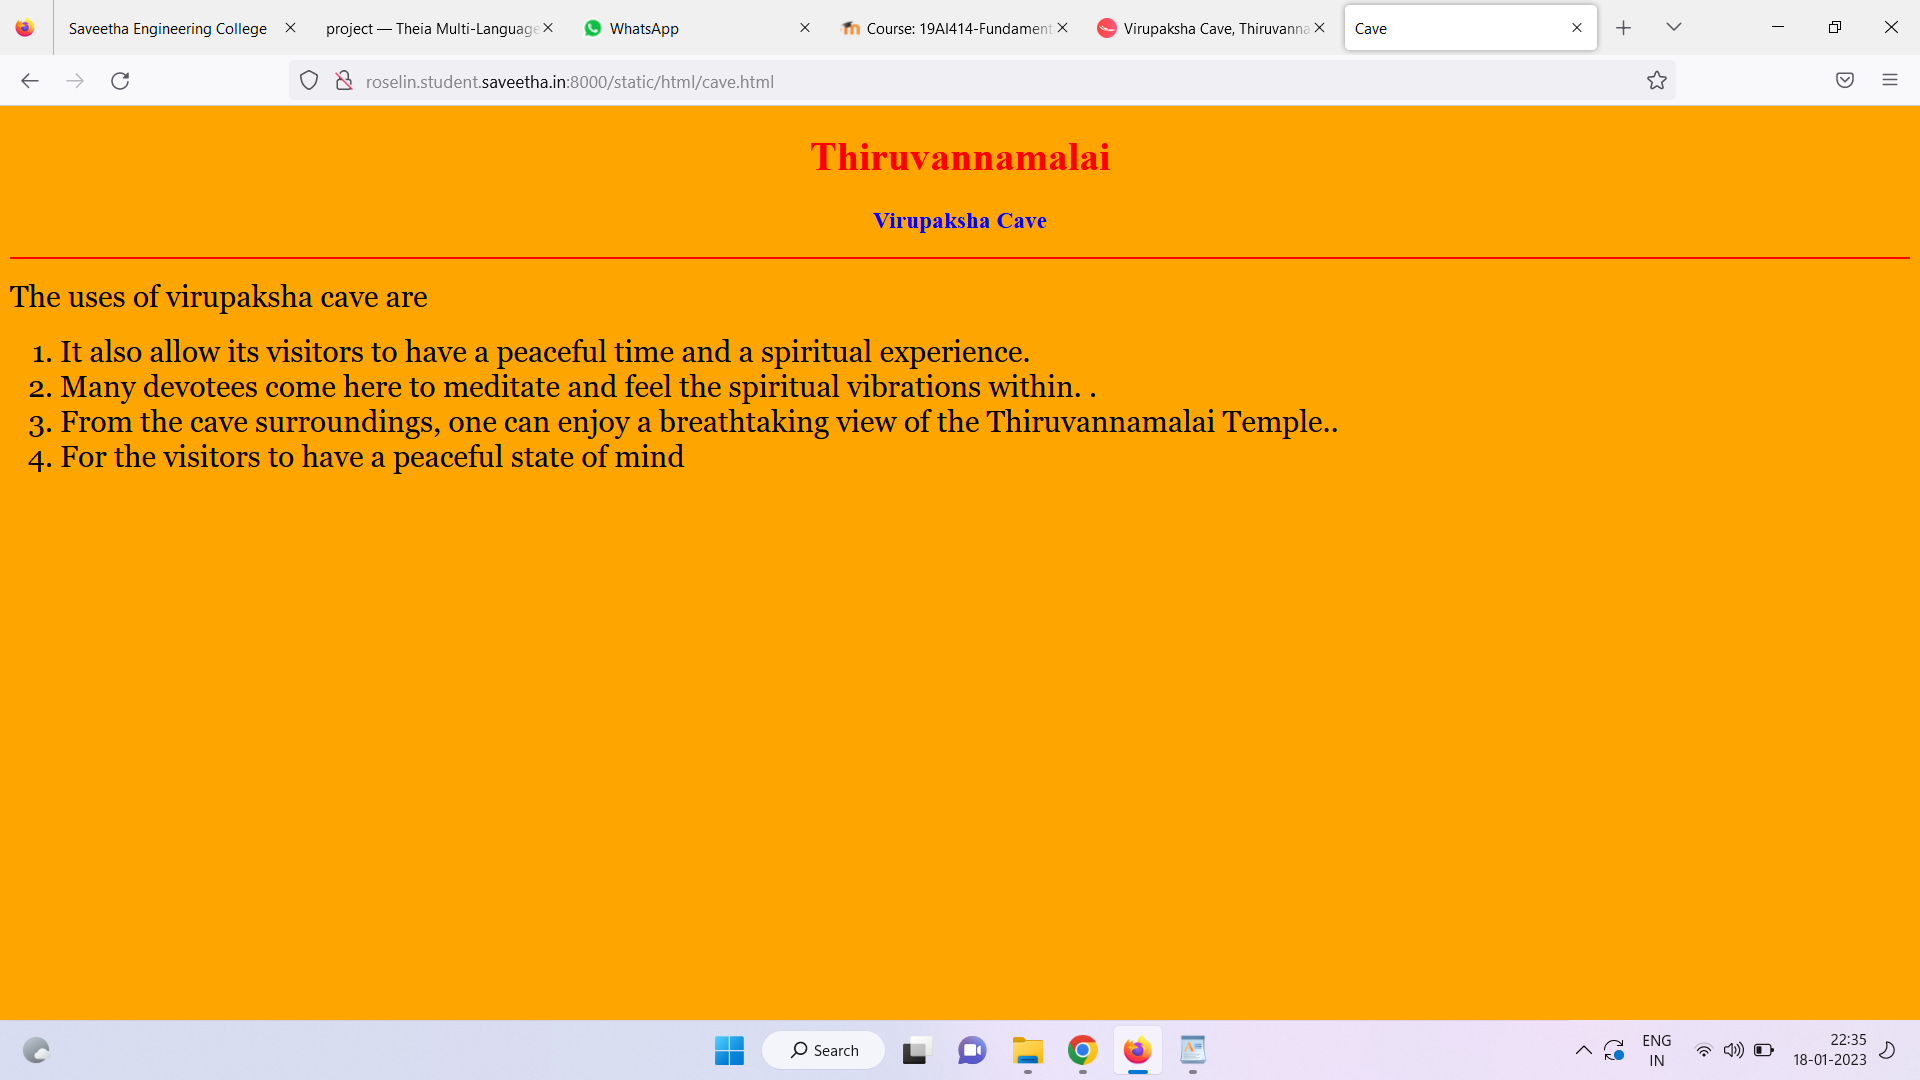 Saveetha Engineering College
project — Theia Multi-Language
WhatsApp
Course: 19AI414-Fundament
Virupaksha Cave, Thiruvanna
Cave
roselin.student.saveetha.in:8000/static/html/cave.html
Thiruvannamalai
Virupaksha Cave
The uses of virupaksha cave are
1. It also allow its visitors to have a peaceful time and a spiritual experience.
2. Many devotees come here to meditate and feel the spiritual vibrations within. .
3. From the cave surroundings, one can enjoy a breathtaking view of the Thiruvannamalai Temple..
4. For the visitors to have a peaceful state of mind
Search
ENG
IN
22:35
18-01-2023